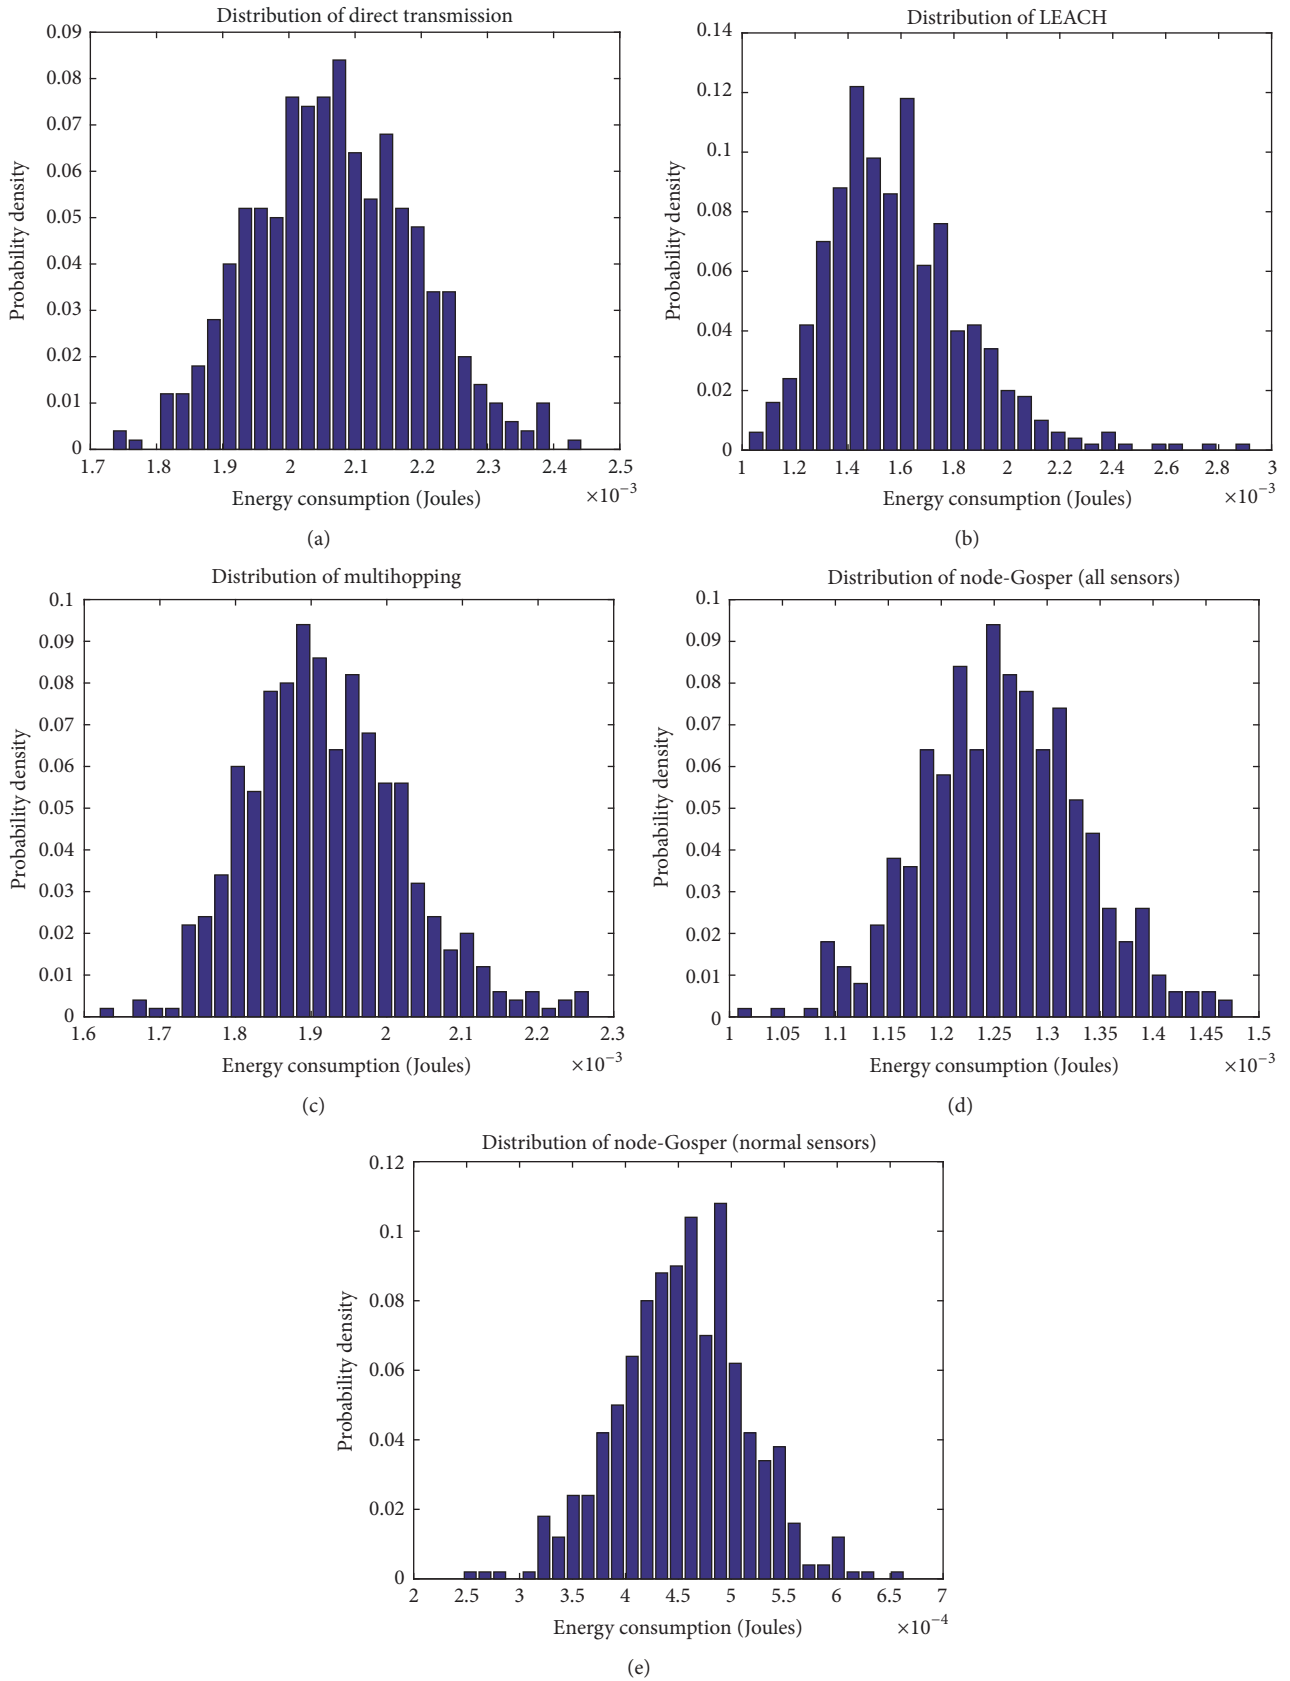 Distribution of direct transmission
0.09
0.08
0.07
0.06
0.05
0.04
0.03
0.02
0.01
0
Probability density
1.7 1.8 1.9 2 2.1 2.2 2.3 2.4 2.5
Energy consumption (Joules) ×10−3
(a)
Distribution of LEACH
0.14
0.12
0.1
0.08
0.06
0.04
0.02
0
Probability density
1 1.2 1.4 1.6 1.8 2 2.2 2.4 2.6 2.8 3
Energy consumption (Joules) ×10−3
(b)
Distribution of multihopping
0.1
0.09
0.08
0.07
0.06
0.05
0.04
0.03
0.02
0.01
0
Probability density
1.6 1.7 1.8 1.9 2 2.1 2.2 2.3
Energy consumption (Joules) ×10−3
(c)
Distribution of node-Gosper (all sensors)
0.1
0.09
0.08
0.07
0.06
0.05
0.04
0.03
0.02
0.01
0
Probability density
1 1.05 1.1 1.15 1.2 1.25 1.3 1.35 1.4 1.45 1.5
Energy consumption (Joules) ×10−3
(d)
Distribution of node-Gosper (normal sensors)
0.12
0.1
0.08
0.06
0.04
0.02
0
Probability density
2 2.5 3 3.5 4 4.5 5 5.5 6 6.5 7
Energy consumption (Joules) ×10−4
(e)